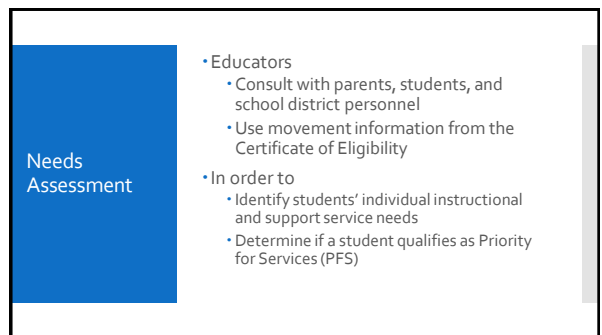 Needs
Assessment
• Educators
• Consult with parents, students, and
school district personnel
• Use movement information from the
Certificate of Eligibility
• In order to
• Identify students' individual instructional
and support service needs
• Determine if a student qualifies as Priority
for Services (PFS)